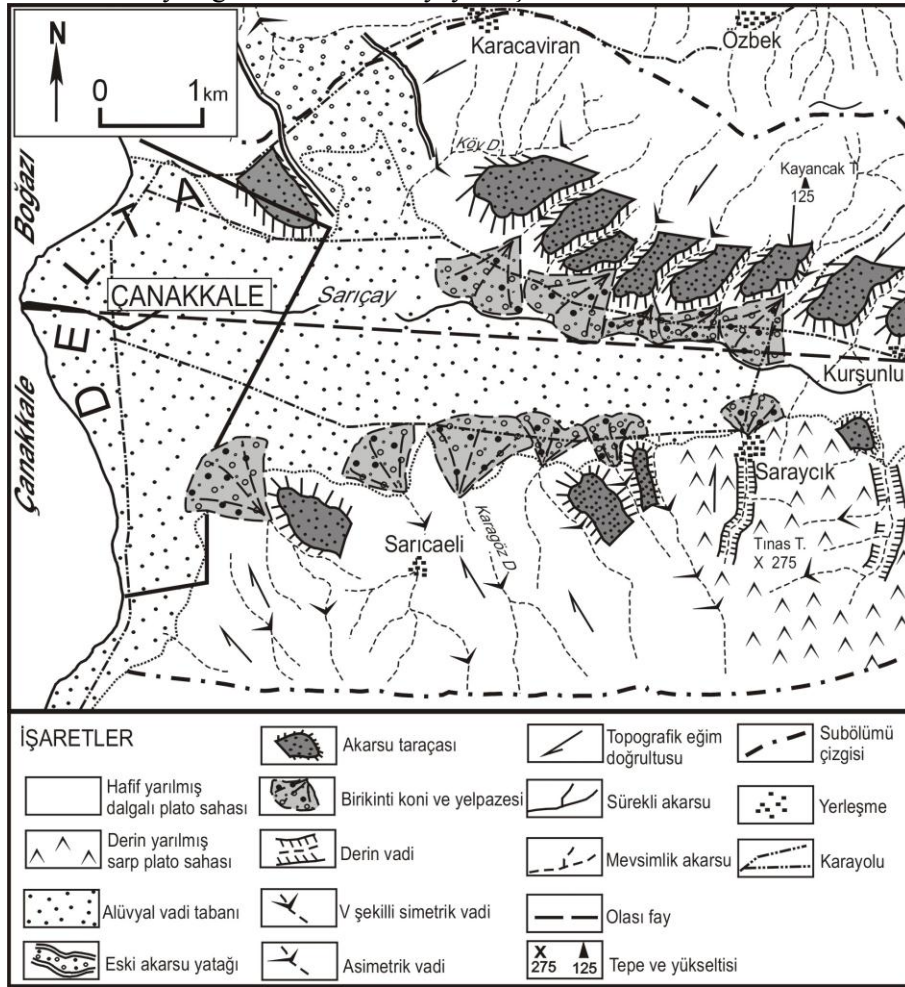 N
0 1 km
Karacaviran
Özbek
Köy D.
Kayancak T.
125
Boğazı
DELTA
ÇANAKKALE
Sarıçay
Kurşunlu
Çanakkale
Saraycık
Sarıcaeli
Karagöz D.
Tınas T.
X 275
İŞARETLER
Hafif yarılmış
dalgalı plato sahası
Derin yarılmış
sarp plato sahası
Alüvyal vadi tabanı
Eski akarsu yatağı
Akarsu taraçası
Birikinti koni ve yelpazesi
Derin vadi
V şekilli simetrik vadi
Asimetrik vadi
Topografik eğim
doğrultusu
Sürekli akarsu
Mevsimlik akarsu
Olası fay
X
275 125
Tepe ve yükseltisi
Subölümü
çizgisi
Yerleşme
Karayolu